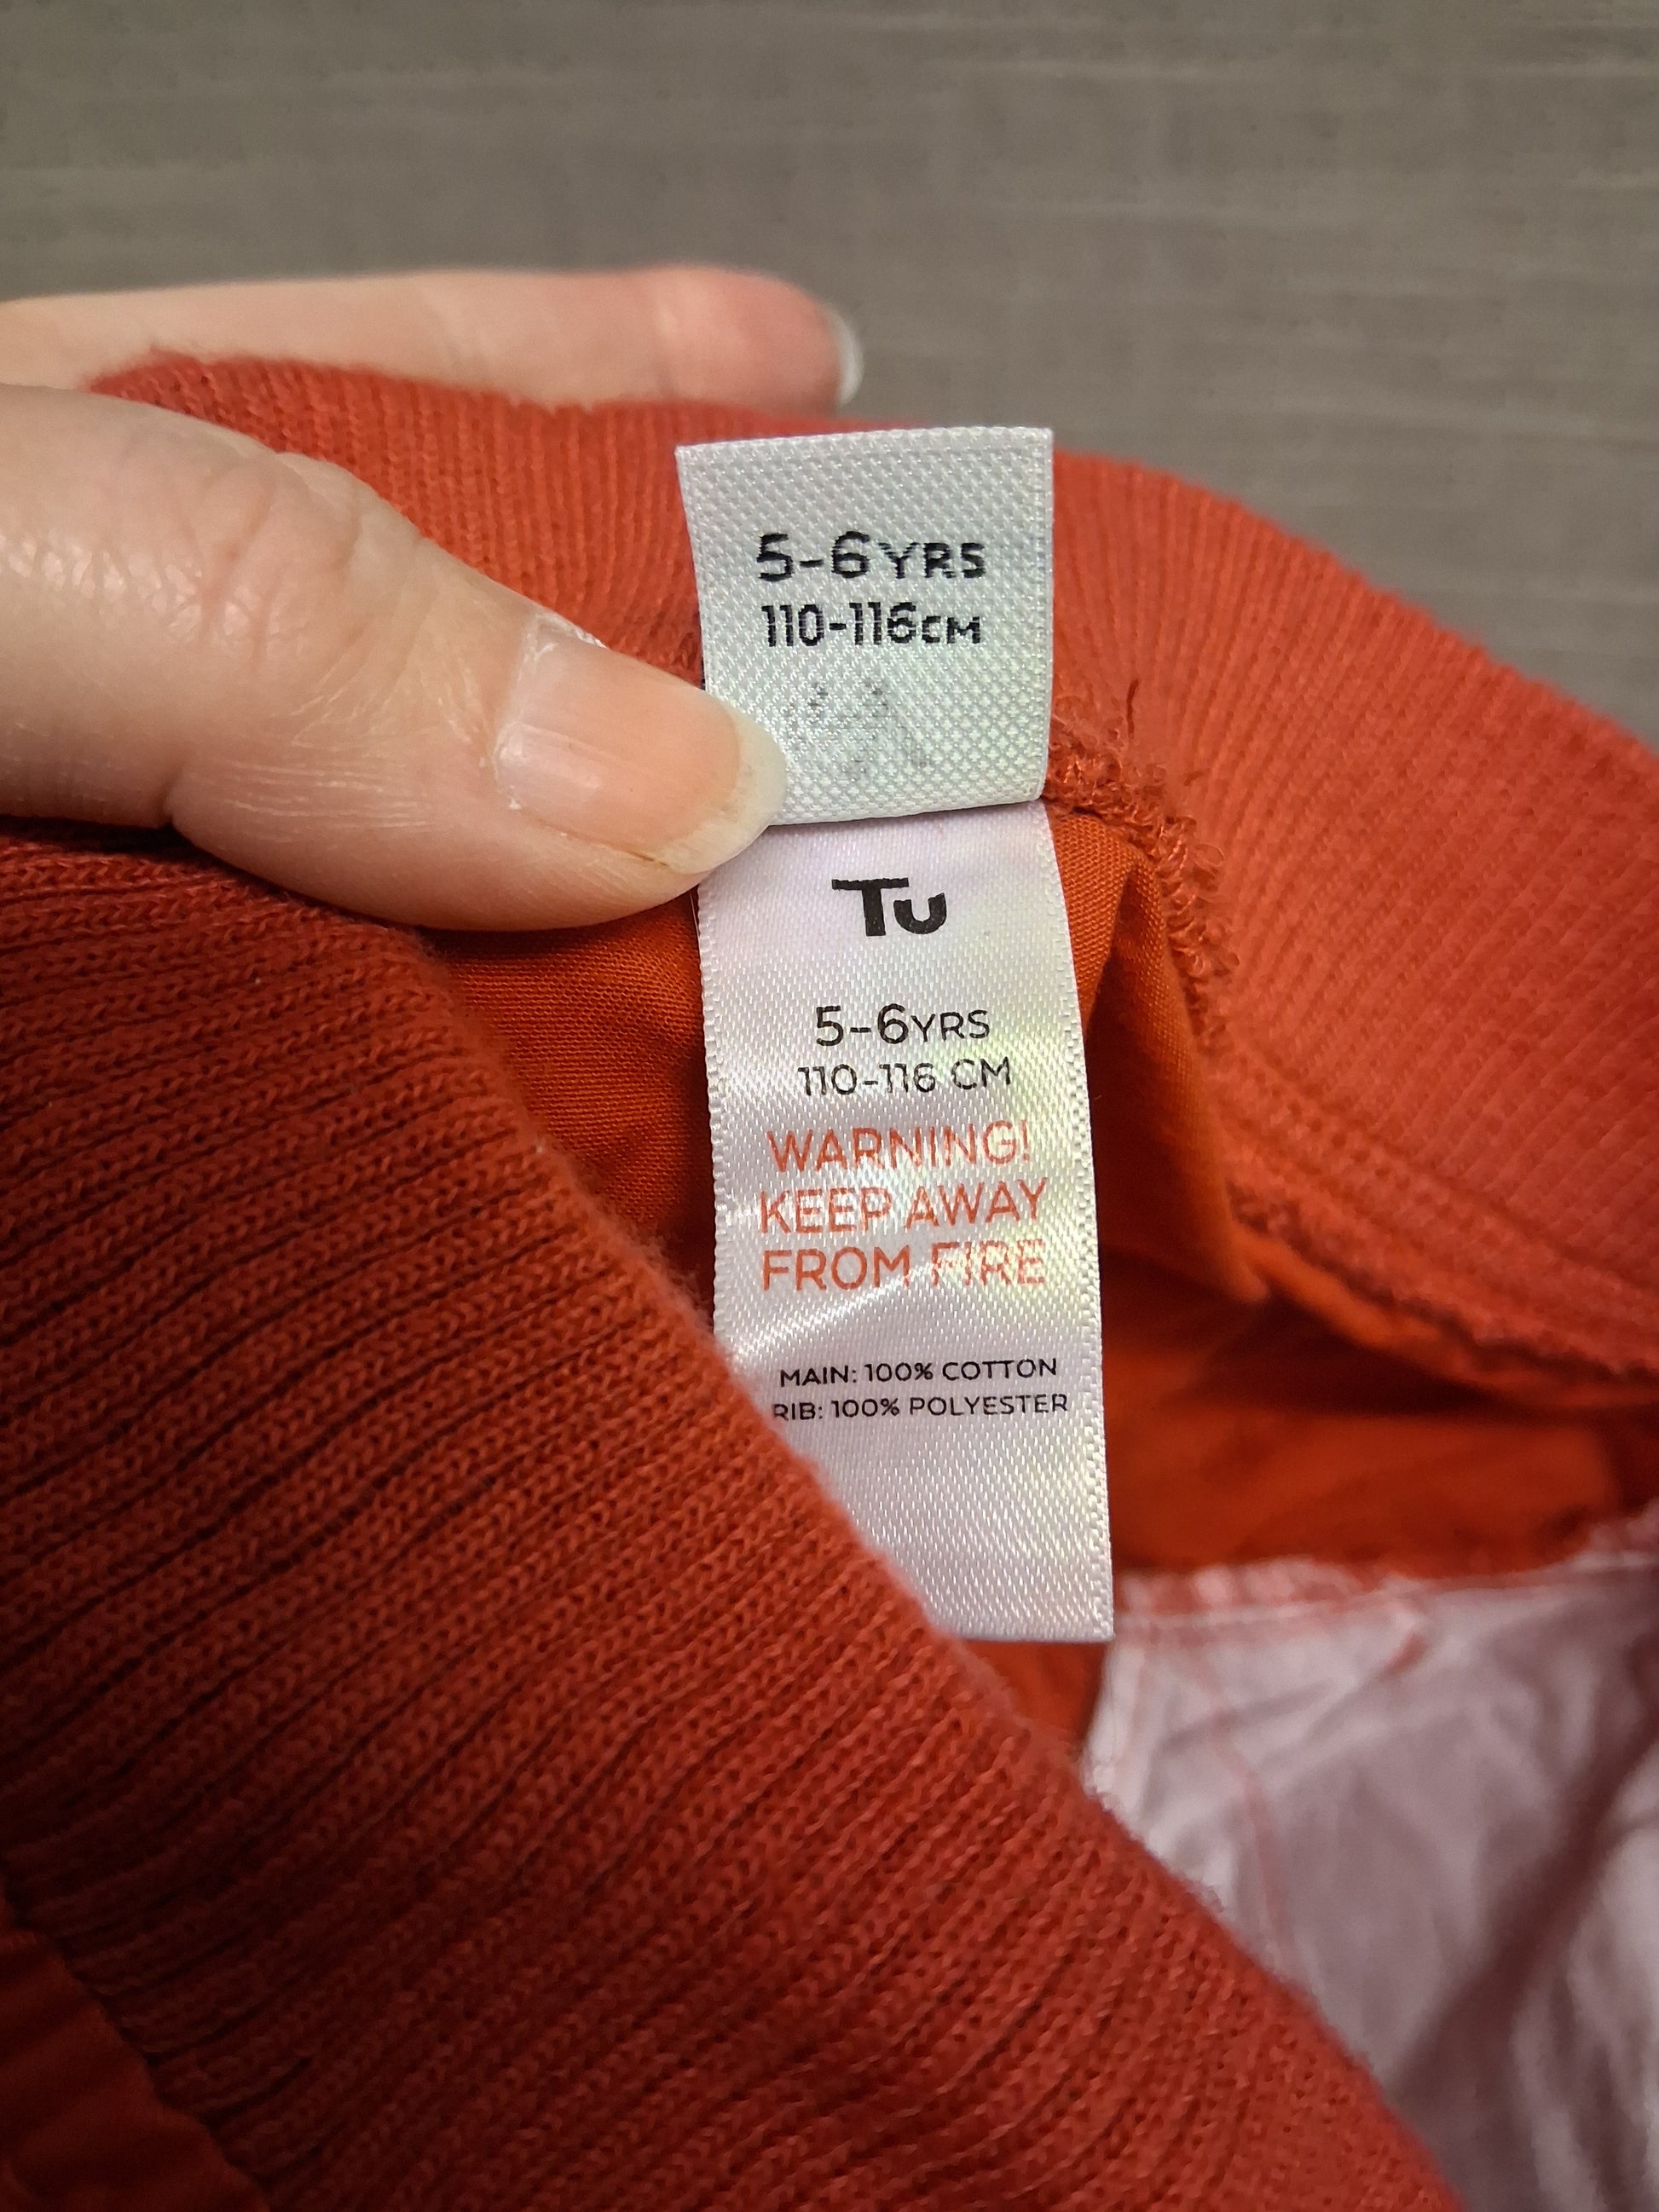 5-6YRS
110-116CM
Tu
5-6YRS
110-116 CM
WARNING!
KEEP AWAY
FROM FIRE
MAIN: 100% COTTON
RIB: 100% POLYESTER